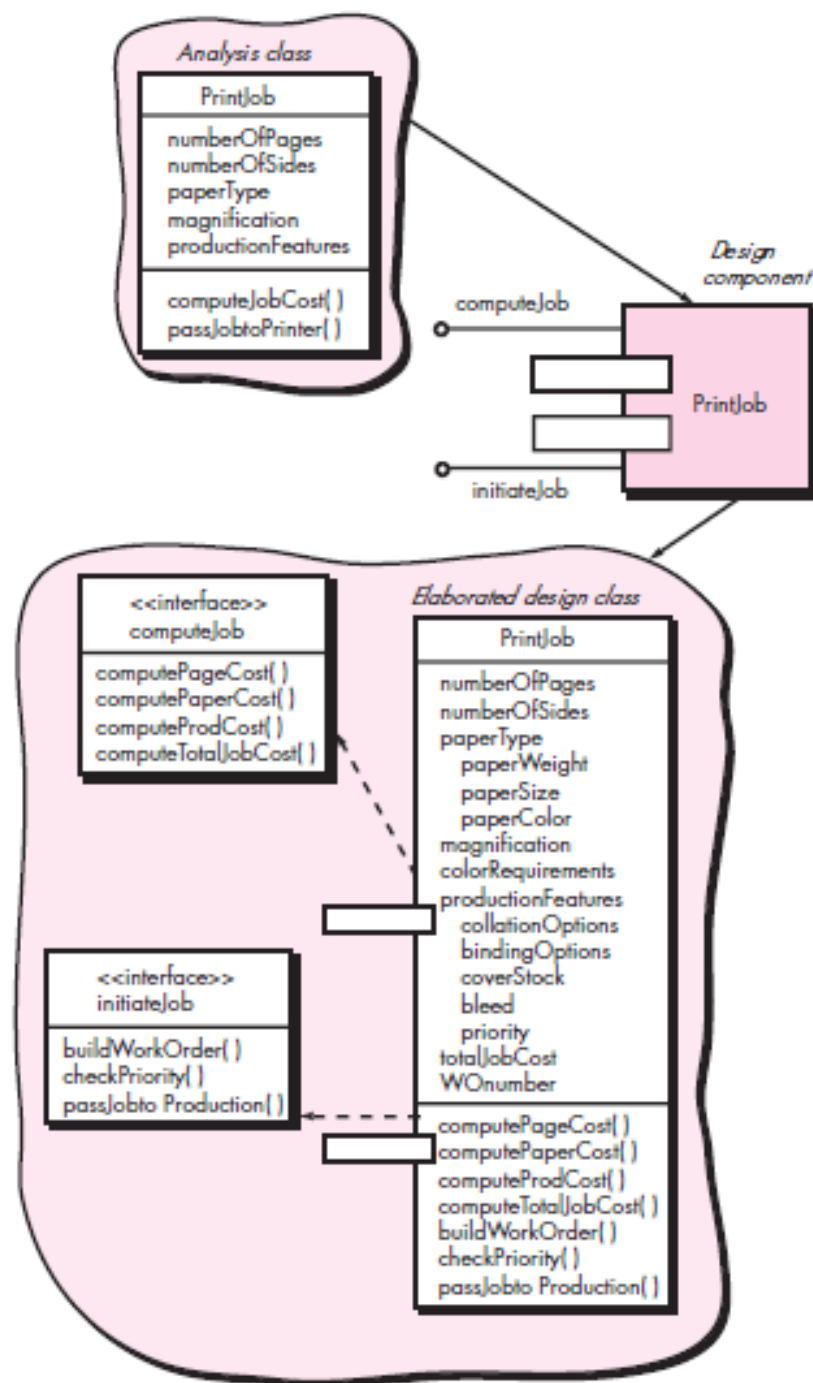 Analysis class
PrintJob
numberOfPages
numberOfSides
paperType
magnification
productionFeatures
computeJobCost( )
passJobtoPrinter( )
Design
component
computeJob
PrintJob
initiateJob
<<interface>>
computeJob
computePageCost( )
computePaperCost( )
computeProdCost( )
computeTotalJobCost( )
Elaborated design class
PrintJob
numberOfPages
numberOfSides
paperType
paperWeight
paperSize
paperColor
magnification
colorRequirements
productionFeatures
collationOptions
bindingOptions
coverStock
bleed
priority
totalJobCost
WOnumber
computePageCost( )
computePaperCost( )
computeProdCost( )
computeTotalJobCost( )
buildWorkOrder( )
checkPriority( )
passJobto Production( )
<<interface>>
initiateJob
buildWorkOrder( )
checkPriority( )
passJobto Production( )